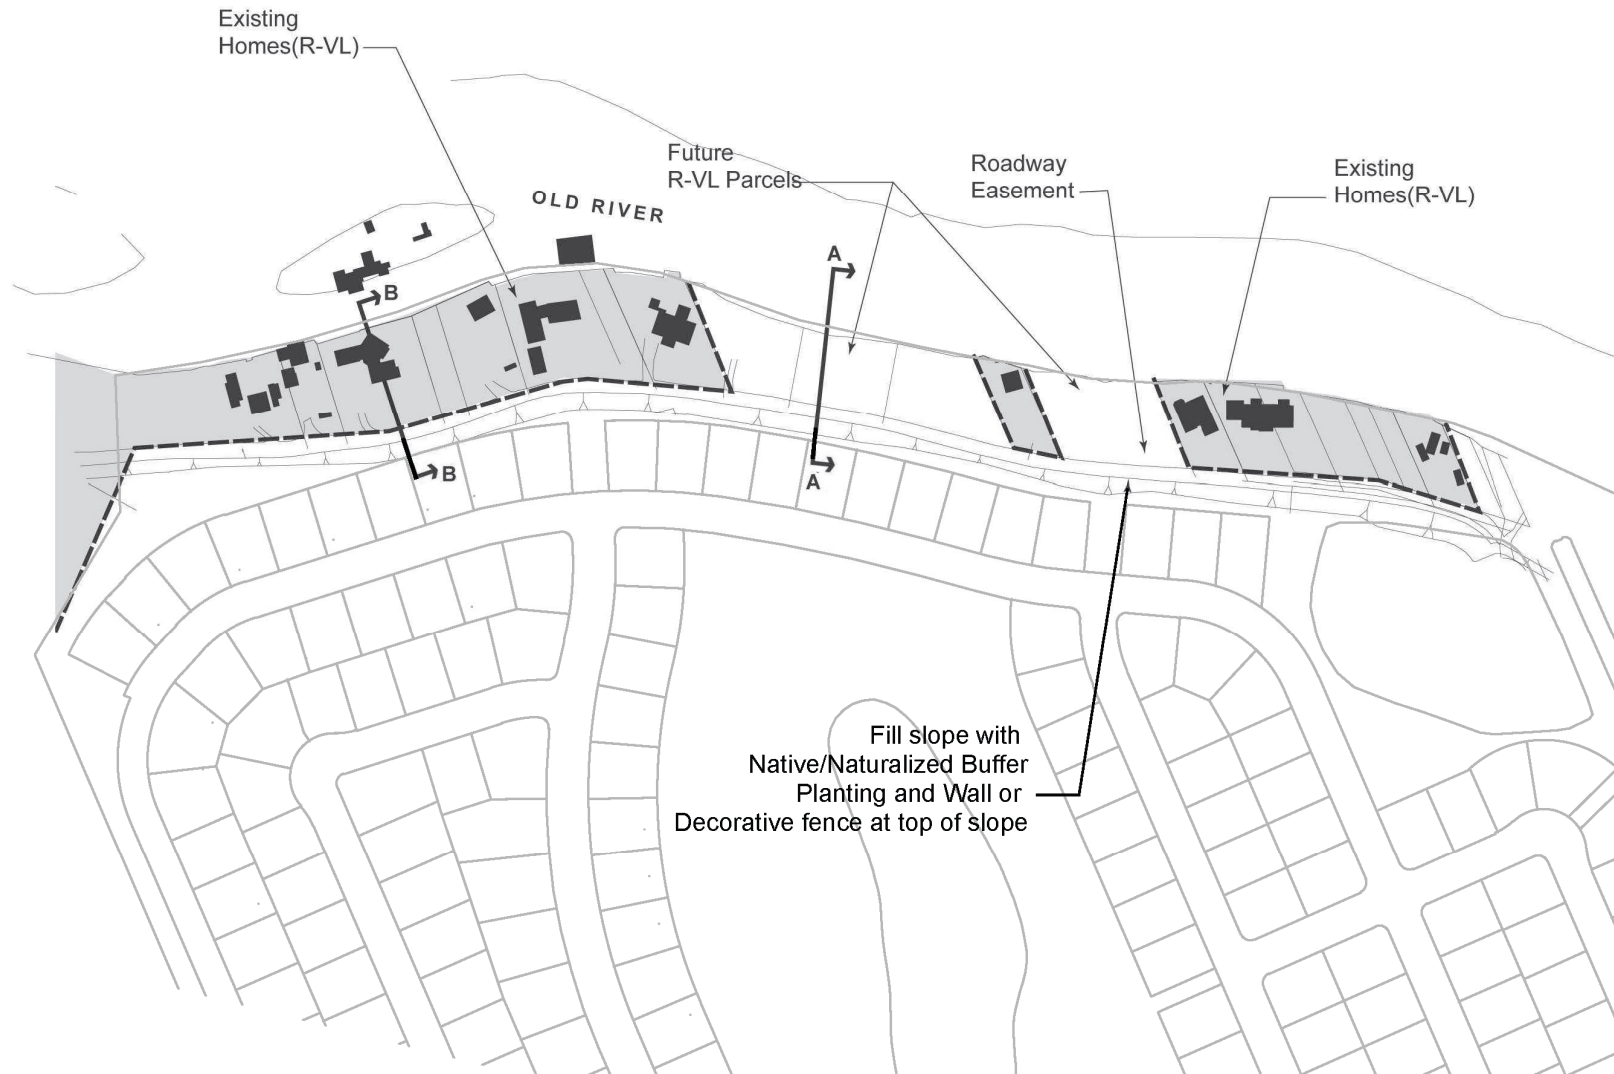 Existing
Homes(R-VL)
Future
R-VL Parcels
Roadway
Easement
Existing
Homes(R-VL)
OLD RIVER
A
B
B
A
Fill slope with
Native/Naturalized Buffer
Planting and Wall or
Decorative fence at top of slope